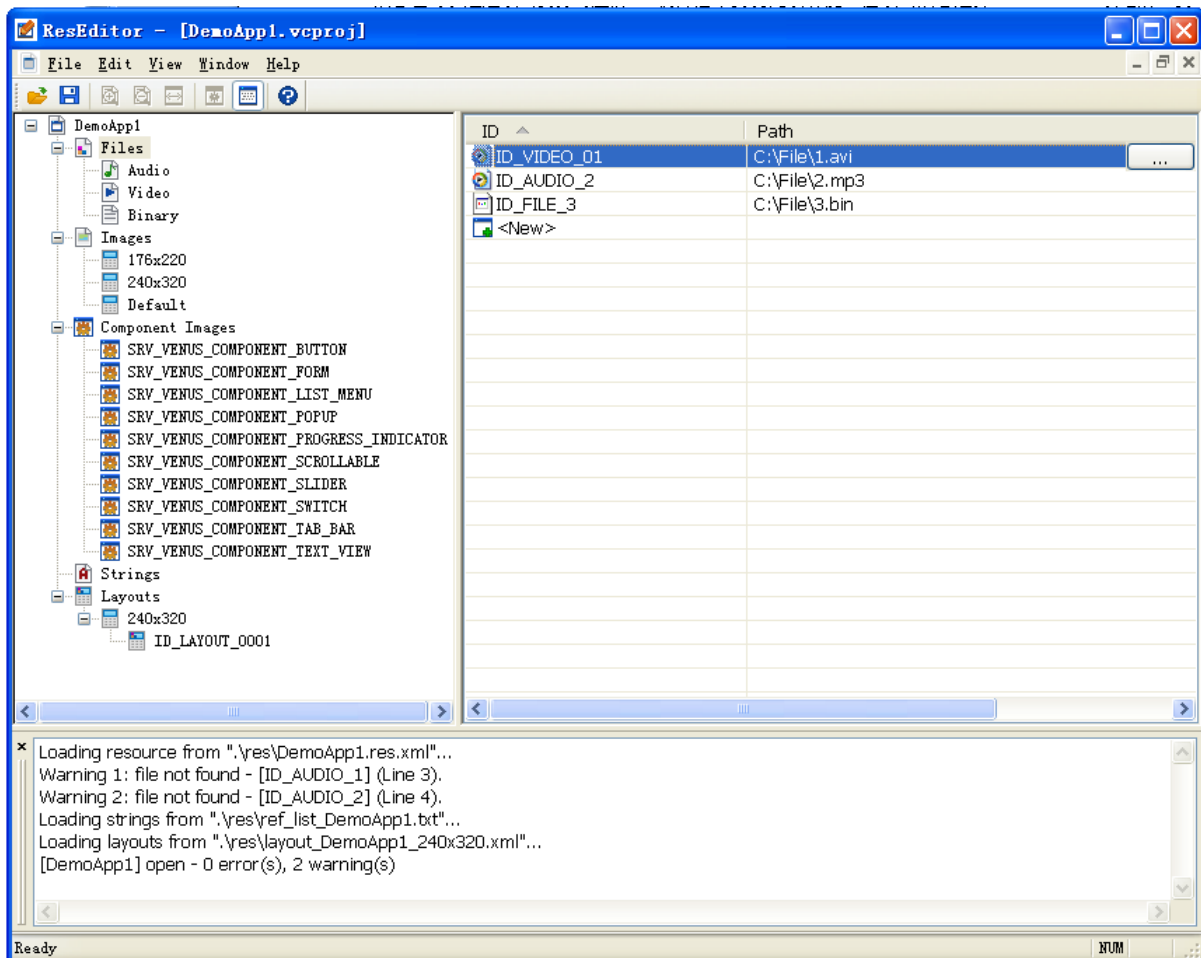 ResEditor - [DemoApp1.vcproj]
File Edit View Window Help
DemoApp1
Files
Audio
Video
Binary
Images
176x220
240x320
Default
Component Images
SRV_VENUS_COMPONENT_BUTTON
SRV_VENUS_COMPONENT_FORM
SRV_VENUS_COMPONENT_LIST_MENU
SRV_VENUS_COMPONENT_POPUP
SRV_VENUS_COMPONENT_PROGRESS_INDICATOR
SRV_VENUS_COMPONENT_SCROLLABLE
SRV_VENUS_COMPONENT_SLIDER
SRV_VENUS_COMPONENT_SWITCH
SRV_VENUS_COMPONENT_TAB_BAR
SRV_VENUS_COMPONENT_TEXT_VIEW
Strings
Layouts
240x320
ID_LAYOUT_0001
ID Path
ID_VIDEO_01 C:\File\1.avi ...
ID_AUDIO_2 C:\File\2.mp3
ID_FILE_3 C:\File\3.bin
<New>
Loading resource from ".\res\DemoApp1.res.xml"...
Warning 1: file not found - [ID_AUDIO_1] (Line 3).
Warning 2: file not found - [ID_AUDIO_2] (Line 4).
Loading strings from ".\res\ref_list_DemoApp1.txt"...
Loading layouts from ".\res\layout_DemoApp1_240x320.xml"...
[DemoApp1] open - 0 error(s), 2 warning(s)
Ready NUM